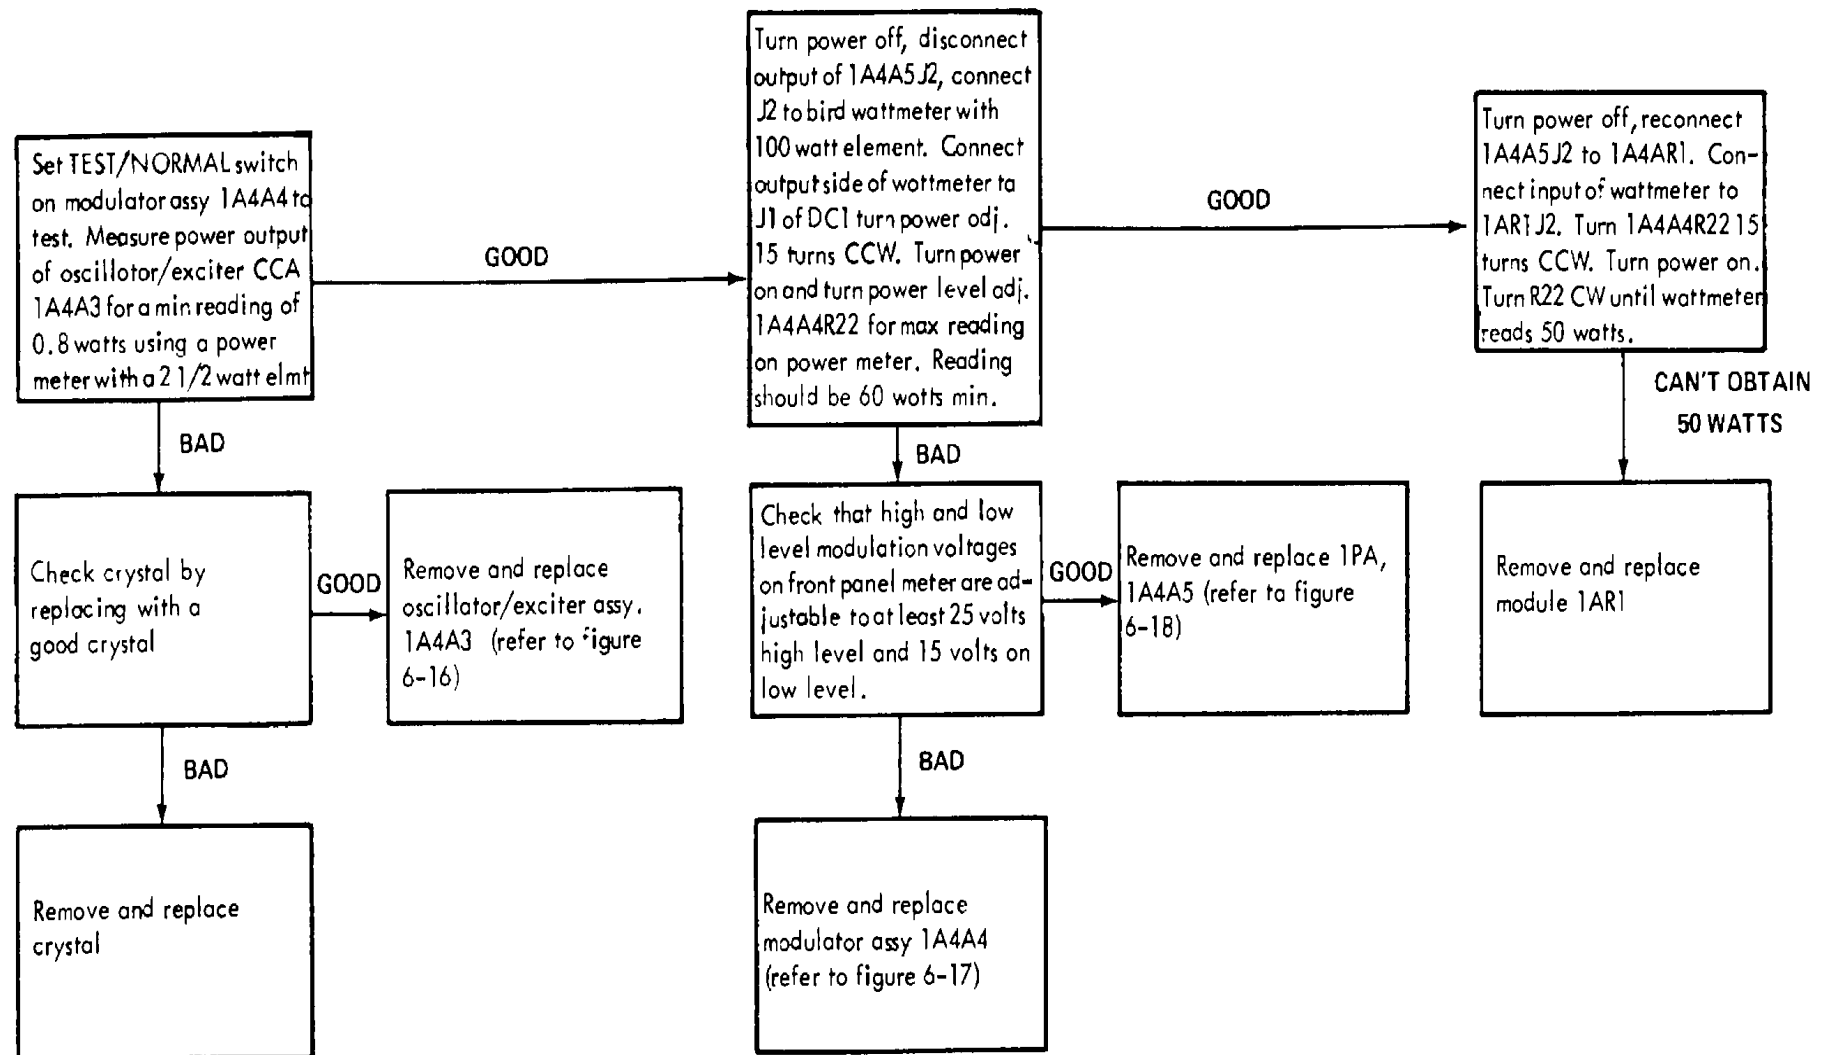 Set TEST/NORMAL switch
on modulator assy 1A4A4 to
test. Measure power output
of oscillotor/exciter CCA
1A4A3 for a min reading of
0.8 watts using a power
meter with a 2 1/2 watt elmt
GOOD
BAD
Check crystal by
replacing with a
good crystal
GOOD
Remove and replace
oscillator/exciter assy.
1A4A3 (refer to figure
6-16)
BAD
Remove and replace
crystal
Turn power off, disconnect
output of 1A4A5J2, connect
J2 to bird wattmeter with
100 watt element. Connect
output side of wottmeter ta
J1 of DC1 turn power adj.
15 turns CCW. Turn power
on and turn power level adj.
1A4A4R22 for max reading
on power meter. Reading
should be 60 wotts min.
GOOD
BAD
Check that high and low
level modulation voltages
on front panel meter are ad-
justable to at least 25 volts
high level and 15 volts on
low level.
GOOD
Remove and replace 1PA,
1A4A5 (refer ta figure
6-18)
BAD
Remove and replace
modulator assy 1A4A4
(refer to figure 6-17)
Turn power off, reconnect
1A4A5J2 to 1A4AR1. Con-
nect input of wattmeter to
1AR1J2. Turn 1A4A4R22 15
turns CCW. Turn power on.
Turn R22 CW until wattmeter
reads 50 watts.
CAN'T OBTAIN
50 WATTS
Remove and replace
module 1AR1